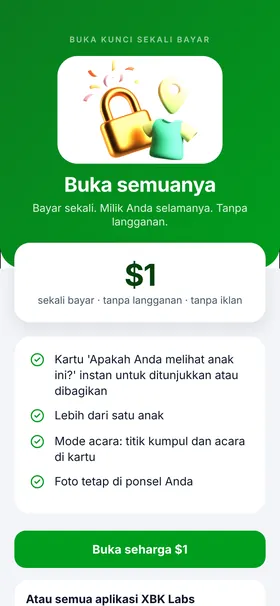 BUKA KUNCI SEKALI BAYAR
Buka semuanya
Bayar sekali. Milik Anda selamanya. Tanpa
langganan.
$1
sekali bayar · tanpa langganan · tanpa iklan
Kartu 'Apakah Anda melihat anak
ini?' instan untuk ditunjukkan atau
dibagikan
Lebih dari satu anak
Mode acara: titik kumpul dan acara
di kartu
Foto tetap di ponsel Anda
Buka seharga $1
Atau semua aplikasi XBK Labs